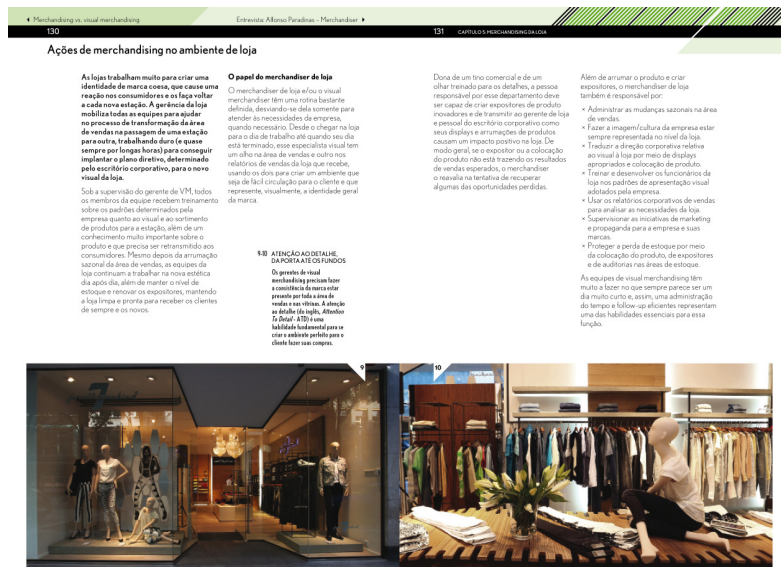 Merchandising vs. visual merchandising
Entrevista: Alfonso Paradinas – Merchandiser
130
131 CAPÍTULO 5: MERCHANDISING DA LOJA
Ações de merchandising no ambiente de loja
As lojas trabalham muito para criar uma
identidade de marca coesa, que cause uma
reação nos consumidores e os faça voltar
a cada nova estação. A gerência da loja
mobiliza todas as equipes para ajudar
no processo de transformação da área
de vendas na passagem de uma estação
para outra, trabalhando duro (e quase
sempre por longas horas) para conseguir
implantar o plano diretivo, determinado
pelo escritório corporativo, para o novo
visual da loja.
Sob a supervisão do gerente de VM, todos
os membros da equipe recebem treinamento
sobre os padrões determinados pela
empresa quanto ao visual e ao sortimento
de produtos para a estação, além de um
conhecimento muito importante sobre o
produto e que precisa ser retransmitido aos
consumidores. Mesmo depois da arrumação
sazonal da área de vendas, as equipes da
loja continuam a trabalhar na nova estética
dia após dia, além de manter o nível de
estoque e renovar os expositores, mantendo
a loja limpa e pronta para receber os clientes
de sempre e os novos.
O papel do merchandiser de loja
O merchandiser de loja e/ou o visual
merchandiser têm uma rotina bastante
definida, desviando-se dela somente para
atender às necessidades da empresa,
quando necessário. Desde o chegar na loja
para o dia de trabalho até quando seu dia
está terminado, esse especialista visual tem
um olho na área de vendas e outro nos
relatórios de vendas da loja que recebe,
usando os dois para criar um ambiente que
seja de fácil circulação para o cliente e que
represente, visualmente, a identidade geral
da marca.
9-10 ATENÇÃO AO DETALHE,
DA PORTA ATÉ OS FUNDOS
Os gerentes de visual
merchandising precisam fazer
a consistência da marca estar
presente por toda a área de
vendas e nas vitrinas. A atenção
ao detalhe (do inglês, Attention
To Detail - ATD) é uma
habilidade fundamental para se
criar o ambiente perfeito para o
cliente fazer suas compras.
Dona de um tino comercial e de um
olhar treinado para os detalhes, a pessoa
responsável por esse departamento deve
ser capaz de criar expositores de produto
inovadores e de transmitir ao gerente de loja
e pessoal do escritório corporativo como
seus displays e arrumações de produtos
causam um impacto positivo na loja. De
modo geral, se o expositor ou a colocação
do produto não está trazendo os resultados
de vendas esperados, o merchandiser
o reavalia na tentativa de recuperar
algumas das oportunidades perdidas.
Além de arrumar o produto e criar
expositores, o merchandiser de loja
também é responsável por:
× Administrar as mudanças sazonais na área
de vendas.
× Fazer a imagem/cultura da empresa estar
sempre representada no nível da loja.
× Traduzir a direção corporativa relativa
ao visual à loja por meio de displays
apropriados e colocação de produto.
× Treinar e desenvolver os funcionários da
loja nos padrões de apresentação visual
adotados pela empresa.
× Usar os relatórios corporativos de vendas
para analisar as necessidades da loja.
× Supervisionar as iniciativas de marketing
e propaganda para a empresa e suas
marcas.
× Proteger a perda de estoque por meio
da colocação do produto, de expositores
e de auditorias nas áreas de estoque.
As equipes de visual merchandising têm
muito a fazer no que sempre parece ser um
dia muito curto e, assim, uma administração
do tempo e follow-up eficientes representam
uma das habilidades essenciais para essa
função.
9
10